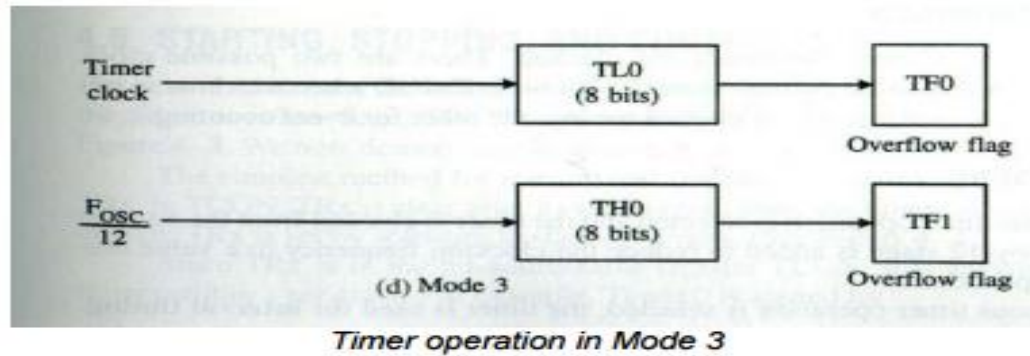 Timer
clock
TL0
(8 bits)
TF0
Overflow flag
FOSC
12
TH0
(8 bits)
TF1
Overflow flag
(d) Mode 3
Timer operation in Mode 3